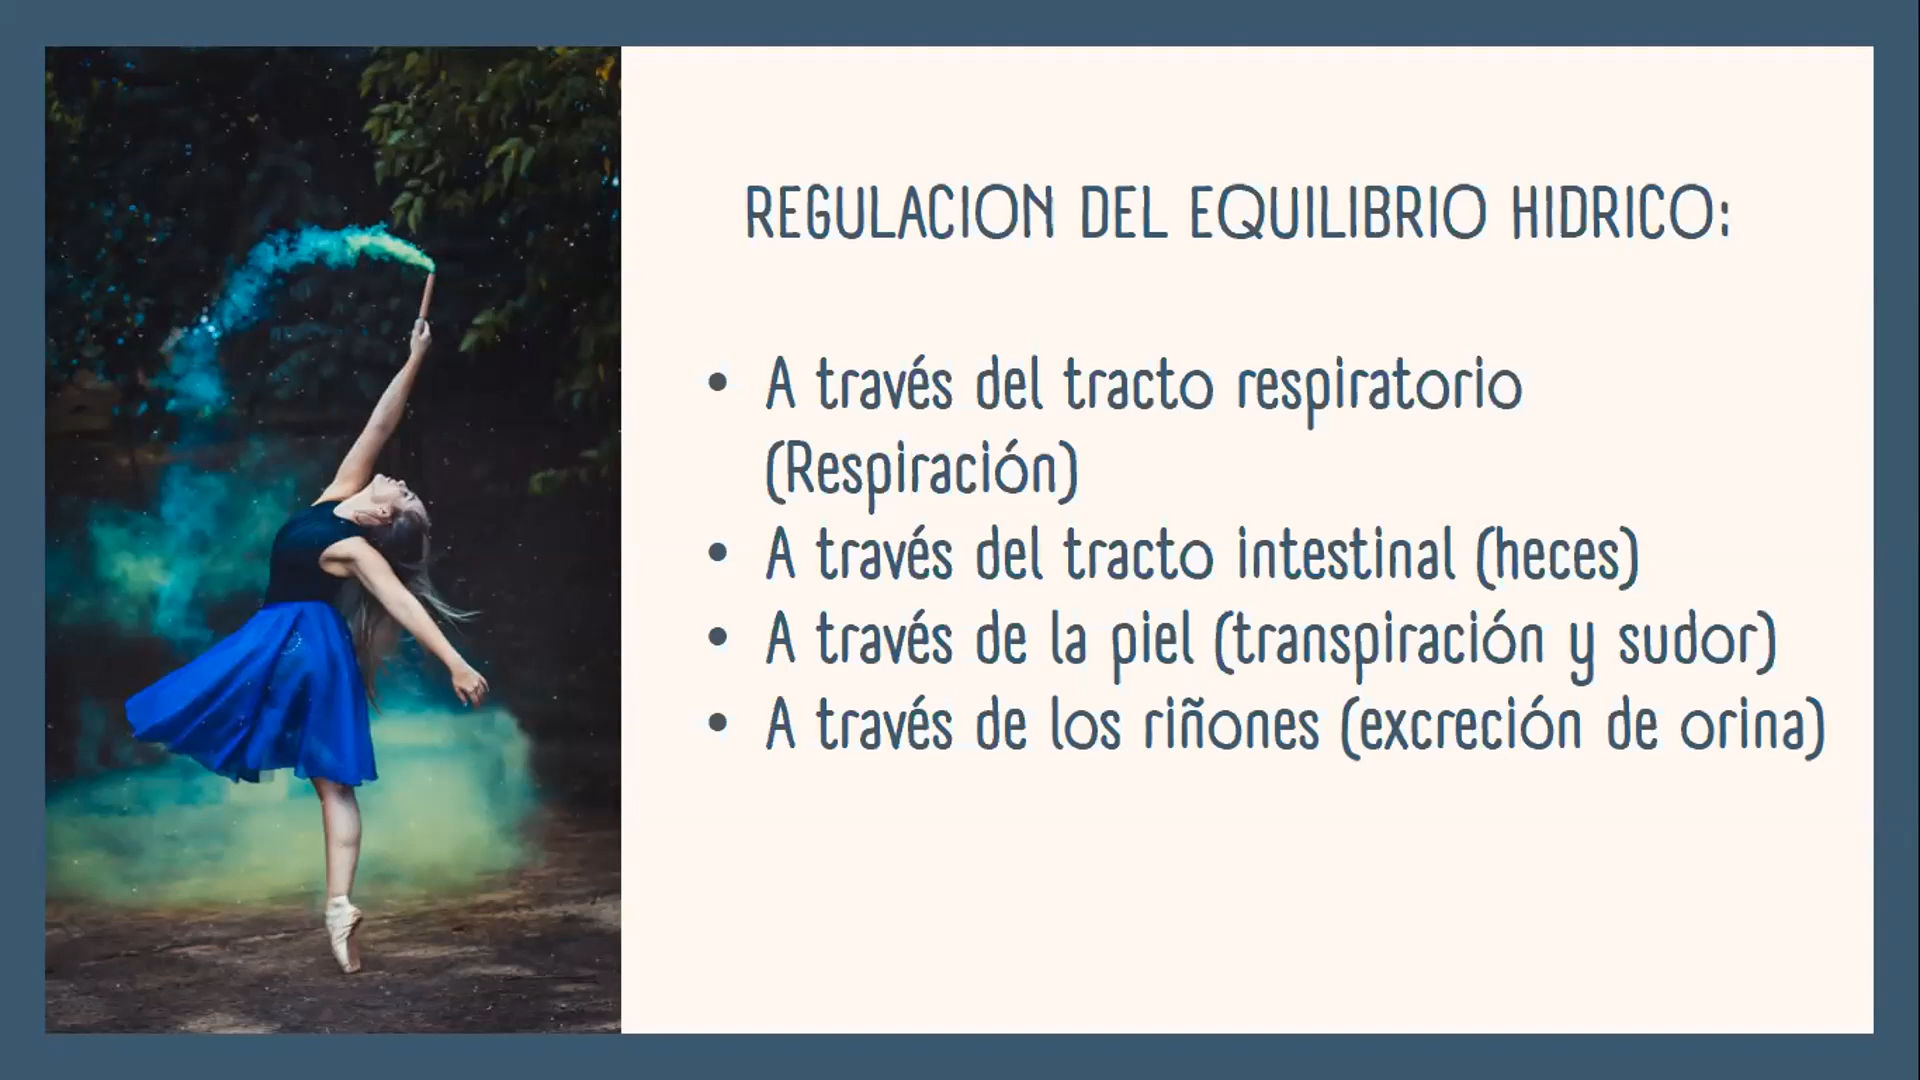 REGULACION DEL EQUILIBRIO HIDRICO:
• A través del tracto respiratorio
(Respiración)
• A través del tracto intestinal (heces)
• A través de la piel (transpiración y sudor)
• A través de los riñones (excreción de orina)